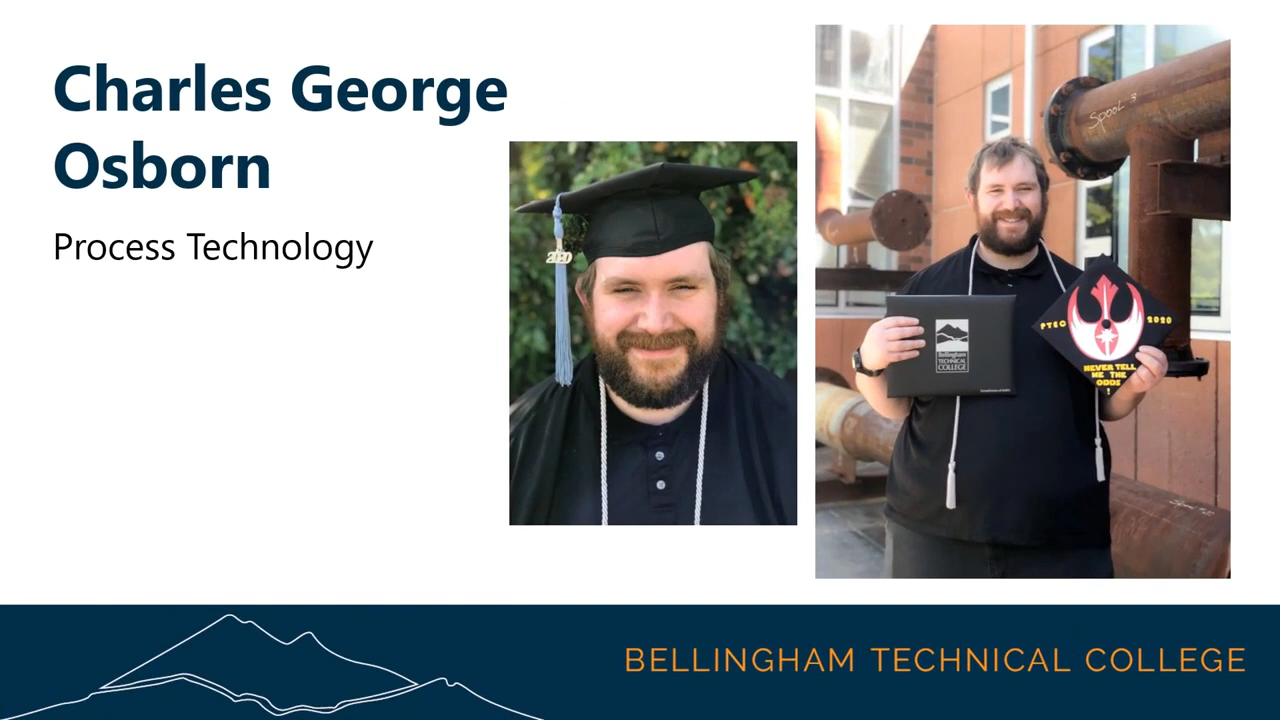 Charles George
Osborn
Process Technology
2020
Spool 3
PTEC
2020
NEVER TELL
ME THE
ODDS
!
Bellingham
TECHNICAL
COLLEGE
BELLINGHAM TECHNICAL COLLEGE